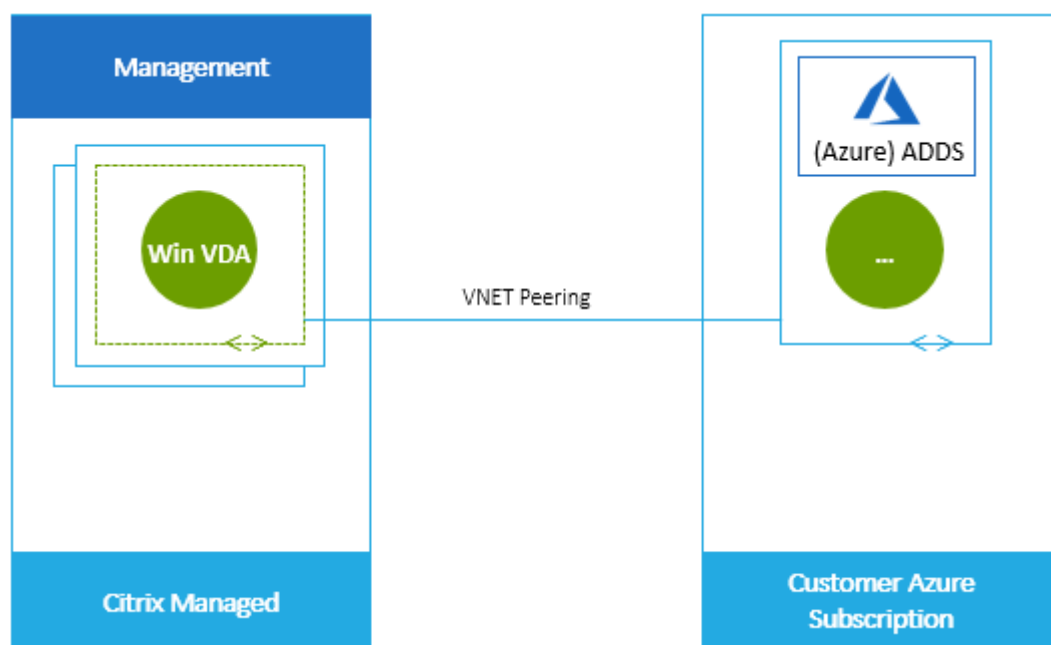 Management
(Azure) ADDS
Win VDA
...
VNET Peering
Citrix Managed
Customer Azure
Subscription